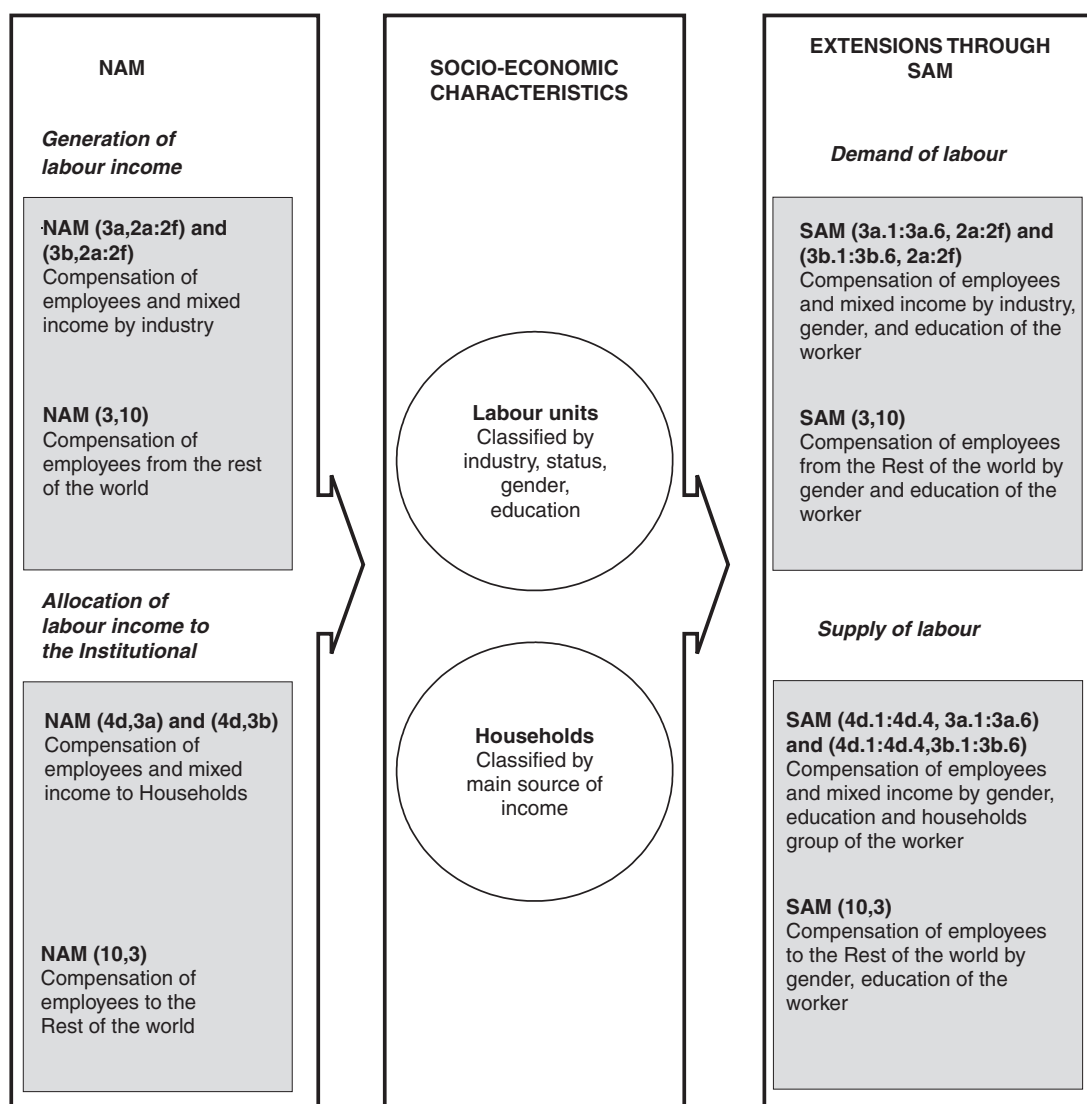 NAM
Generation of
labour income
NAM (3a,2a:2f) and
(3b,2a:2f)
Compensation of
employees and mixed
income by industry
NAM (3,10)
Compensation of
employees from the rest
of the world
Allocation of
labour income to
the Institutional
NAM (4d,3a) and (4d,3b)
Compensation of
employees and mixed
income to Households
NAM (10,3)
Compensation of
employees to the
Rest of the world
SOCIO-ECONOMIC
CHARACTERISTICS
Labour units
Classified by
industry, status,
gender,
education
Households
Classified by
main source of
income
EXTENSIONS THROUGH
SAM
Demand of labour
SAM (3a.1:3a.6, 2a:2f) and
(3b.1:3b.6, 2a:2f)
Compensation of employees
and mixed income by industry,
gender, and education of the
worker
SAM (3,10)
Compensation of employees
from the Rest of the world by
gender and education of the
worker
Supply of labour
SAM (4d.1:4d.4, 3a.1:3a.6)
and (4d.1:4d.4,3b.1:3b.6)
Compensation of employees
and mixed income by gender,
education and households
group of the worker
SAM (10,3)
Compensation of employees
to the Rest of the world by
gender, education of the
worker